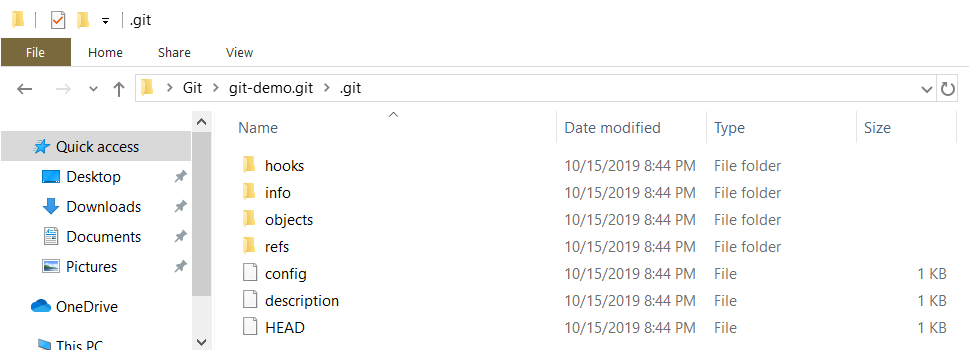 .git
File Home Share View
Git git-demo.git .git
Name Date modified Type Size
Quick access
Desktop
Downloads
Documents
Pictures
OneDrive
This PC
hooks 10/15/2019 8:44 PM File folder
info 10/15/2019 8:44 PM File folder
objects 10/15/2019 8:44 PM File folder
refs 10/15/2019 8:44 PM File folder
config 10/15/2019 8:44 PM File 1 KB
description 10/15/2019 8:44 PM File 1 KB
HEAD 10/15/2019 8:44 PM File 1 KB